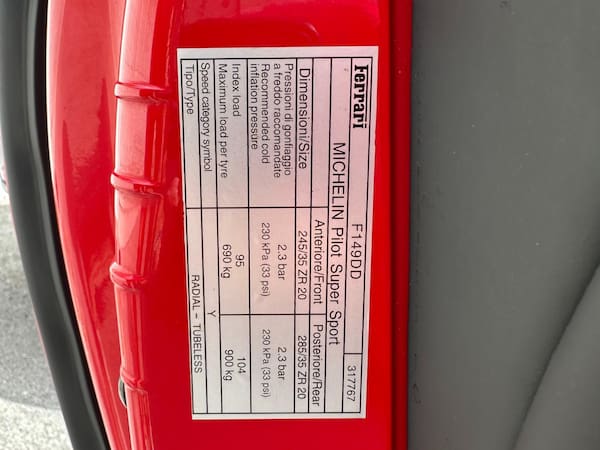 Ferrari F149DD 317767
MICHELIN Pilot Super Sport
Dimensioni/Size Anteriore/Front Posteriore/Rear
245/35 ZR 20 285/35 ZR 20
Pressioni di gonfiaggio
a freddo raccomandate
Recommended cold
inflation pressure
2.3 bar 2.3 bar
230 kPa (33 psi) 230 kPa (33 psi)
Index load 95 104
Maximum load per tyre 690 kg 900 kg
Speed category symbol Y
Tipo/Type RADIAL - TUBELESS